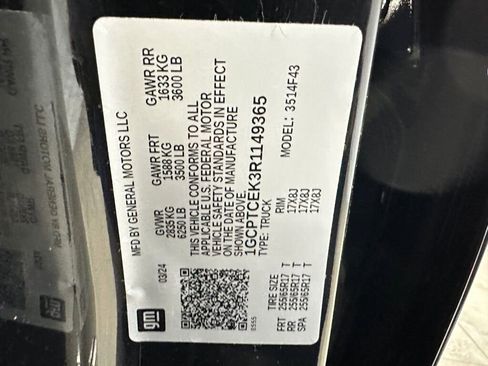 gm
MFD BY GENERAL MOTORS LLC
03/24
GVWR GAWR FRT GAWR RR
2835 KG 1588 KG 1633 KG
6250 LB 3500 LB 3600 LB
THIS VEHICLE CONFORMS TO ALL
APPLICABLE U.S. FEDERAL MOTOR
VEHICLE SAFETY STANDARDS IN EFFECT
ON THE DATE OF MANUFACTURE
SHOWN ABOVE.
1GCPTCEK3R1149365
TYPE: TRUCK MODEL: 3514F43
TIRE SIZE RIM
FRT 255/65R17 T 17X8J
RR 255/65R17 T 17X8J
SPA 255/65R17 T 17X8J